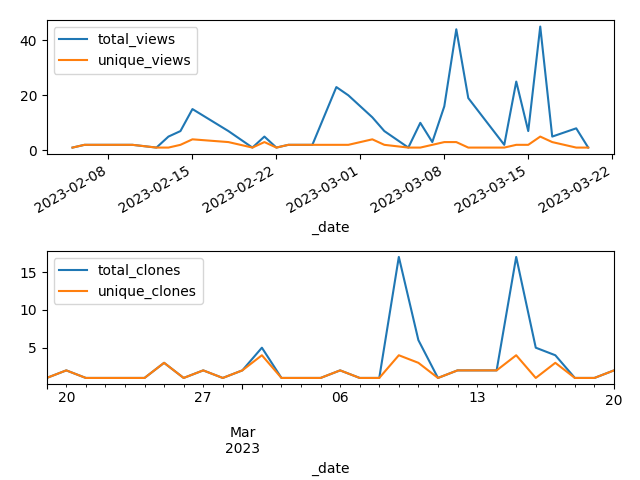 40
20
0
total_views
unique_views
2023-02-08
2023-02-15
2023-02-22
2023-03-01
2023-03-08
2023-03-15
2023-03-22
_date
15
10
5
total_clones
unique_clones
20 27 06 13 20
Mar
2023
_date